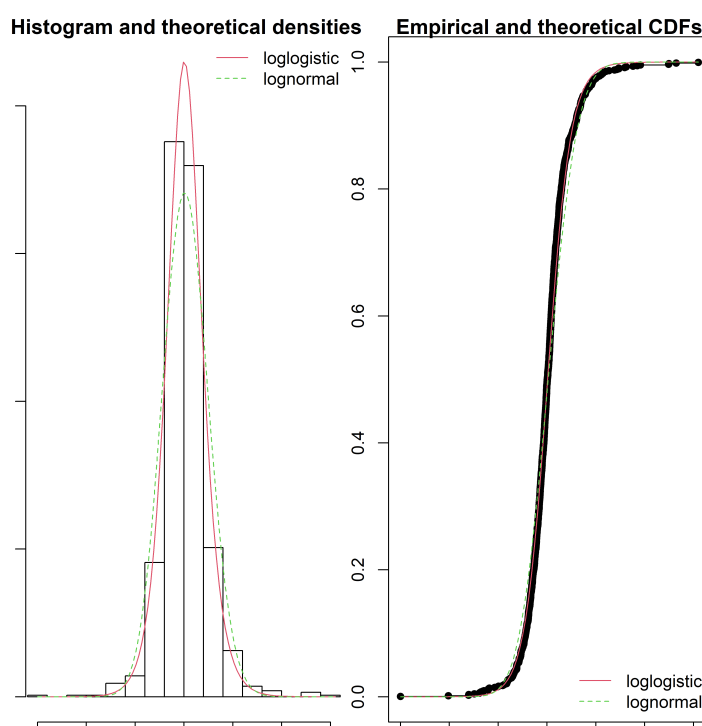 Histogram and theoretical densities
loglogistic
lognormal
Empirical and theoretical CDFs
1.0
0.8
0.6
0.4
0.2
0.0
loglogistic
lognormal